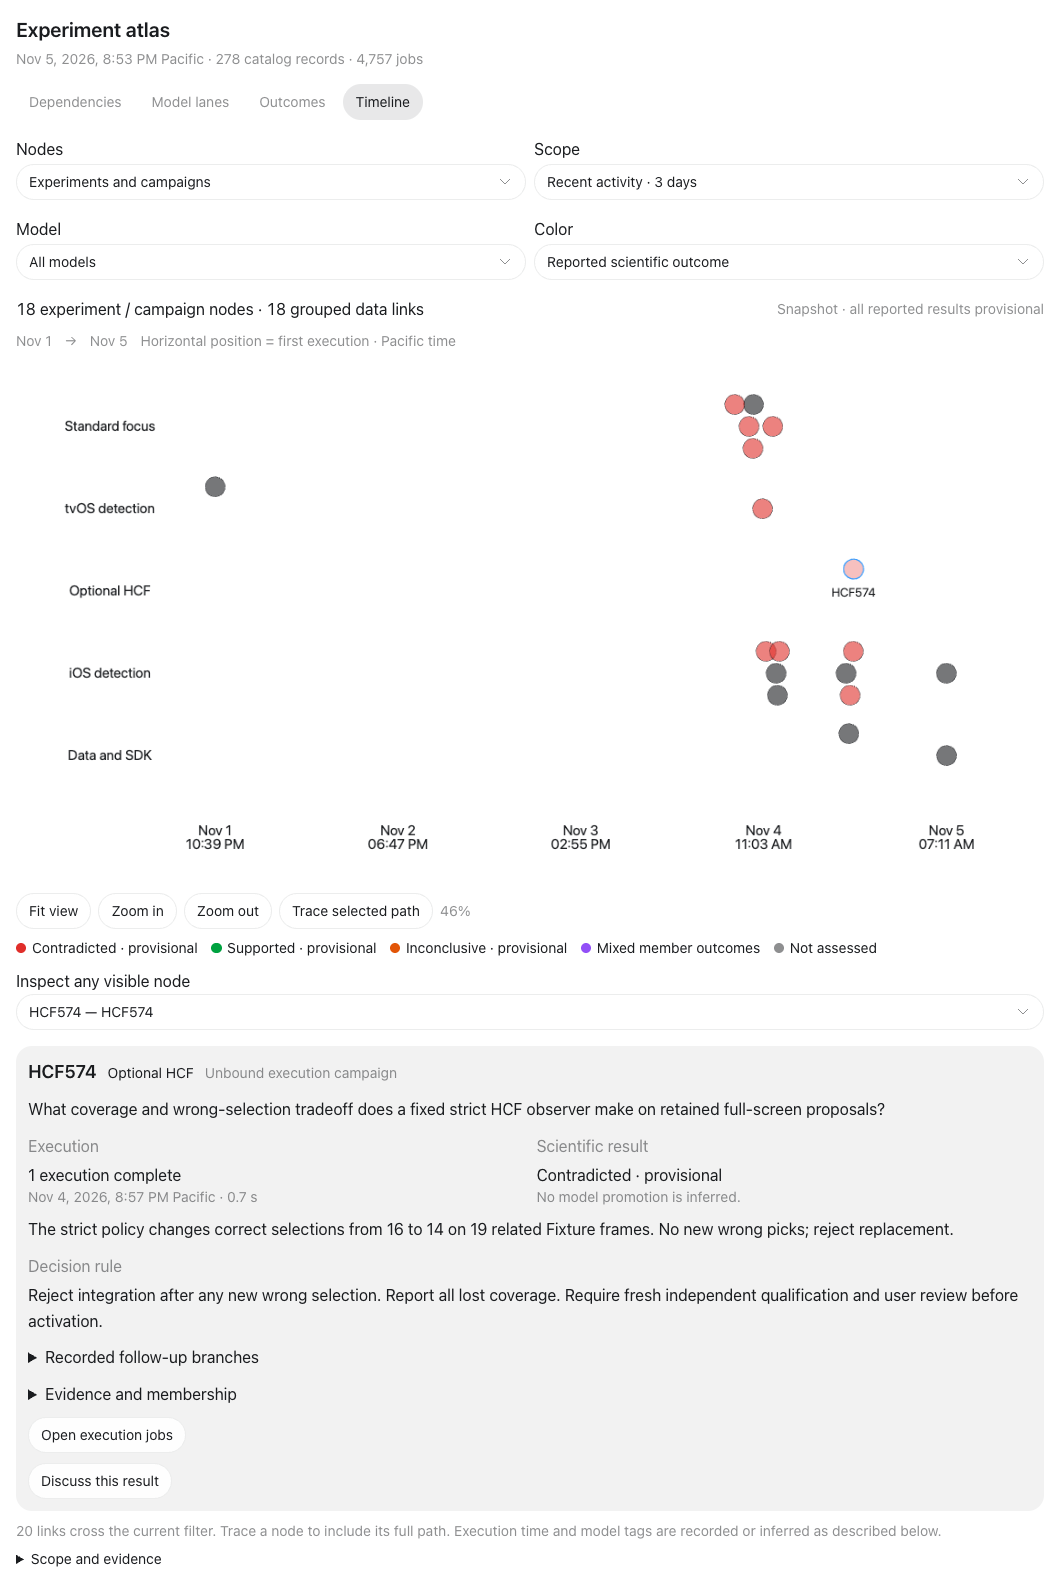 Experiment atlas
Nov 5, 2026, 8:53 PM Pacific · 278 catalog records · 4,757 jobs
Dependencies Model lanes Outcomes Timeline
Nodes
Experiments and campaigns
Scope
Recent activity · 3 days
Model
All models
Color
Reported scientific outcome
18 experiment / campaign nodes · 18 grouped data links
Snapshot · all reported results provisional
Nov 1 → Nov 5 Horizontal position = first execution · Pacific time
Standard focus
tvOS detection
Optional HCF
HCF574
iOS detection
Data and SDK
Nov 1
10:39 PM
Nov 2
06:47 PM
Nov 3
02:55 PM
Nov 4
11:03 AM
Nov 5
07:11 AM
Fit view Zoom in Zoom out Trace selected path 46%
Contradicted · provisional Supported · provisional Inconclusive · provisional Mixed member outcomes Not assessed
Inspect any visible node
HCF574 — HCF574
HCF574 Optional HCF Unbound execution campaign
What coverage and wrong-selection tradeoff does a fixed strict HCF observer make on retained full-screen proposals?
Execution
1 execution complete
Nov 4, 2026, 8:57 PM Pacific · 0.7 s
Scientific result
Contradicted · provisional
No model promotion is inferred.
The strict policy changes correct selections from 16 to 14 on 19 related Fixture frames. No new wrong picks; reject replacement.
Decision rule
Reject integration after any new wrong selection. Report all lost coverage. Require fresh independent qualification and user review before
activation.
Recorded follow-up branches
Evidence and membership
Open execution jobs
Discuss this result
20 links cross the current filter. Trace a node to include its full path. Execution time and model tags are recorded or inferred as described below.
Scope and evidence